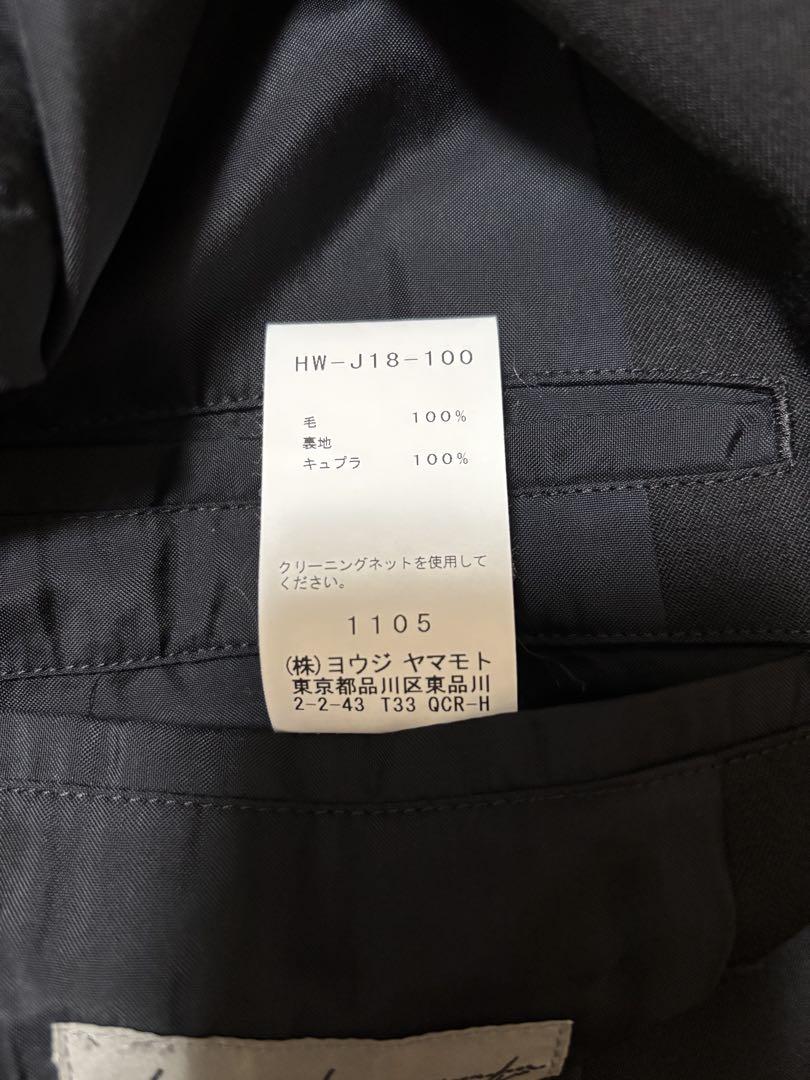 HW-J18-100
毛 100%
裏地
キュプラ 100%
クリーニングネットを使用して
ください。
1105
(株)ヨウジ ヤマモト
東京都品川区東品川
2-2-43 T33 QCR-H